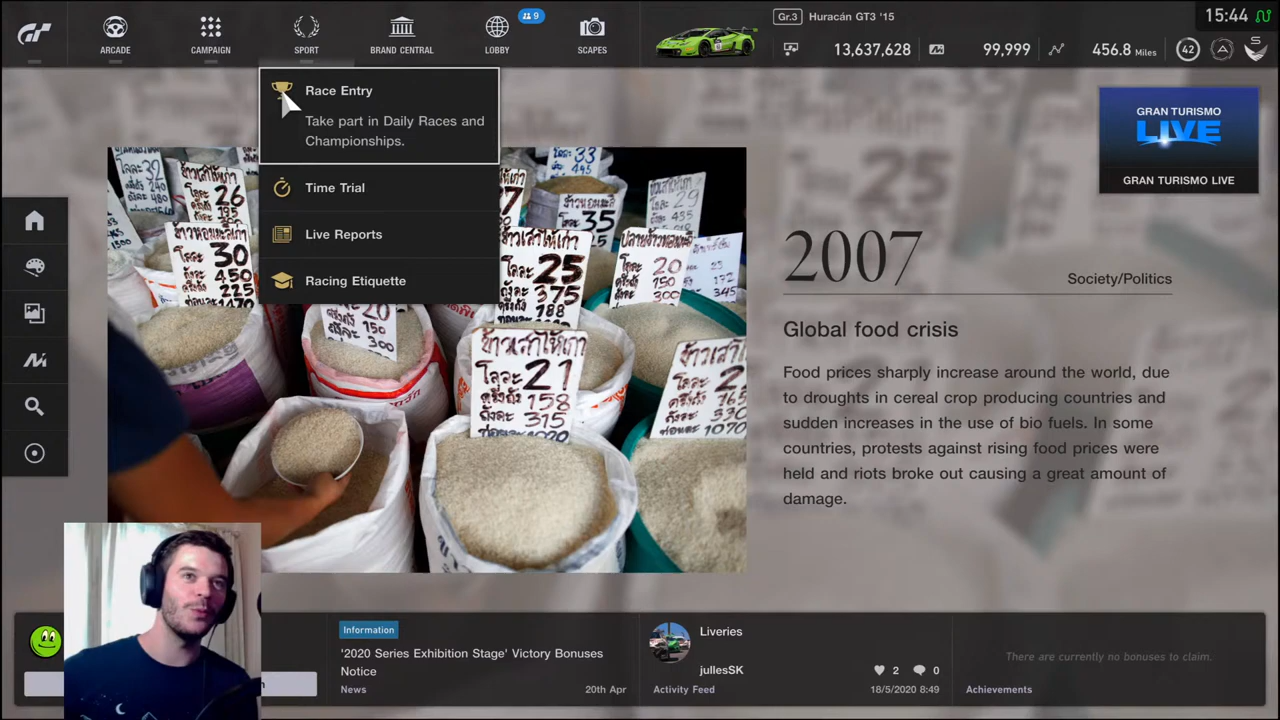 ARCADE
CAMPAIGN
SPORT
BRAND CENTRAL
LOBBY
9
SCAPES
Gr.3
Huracán GT3 '15
15:44
13,637,628
99,999
456.8 Miles
42
A
S
Race Entry
Take part in Daily Races and
Championships.
Time Trial
Live Reports
Racing Etiquette
GRAN TURISMO
LIVE
GRAN TURISMO LIVE
2007
Society/Politics
Global food crisis
Food prices sharply increase around the world, due
to droughts in cereal crop producing countries and
sudden increases in the use of bio fuels. In some
countries, protests against rising food prices were
held and riots broke out causing a great amount of
damage.
26
30
450
225
33
35
25
375
188
20
150
300
20
150
300
21
158
315
Information
'2020 Series Exhibition Stage' Victory Bonuses
Notice
News
20th Apr
Liveries
jullesSK
2
0
Activity Feed
18/5/2020 8:49
There are currently no bonuses to claim.
Achievements